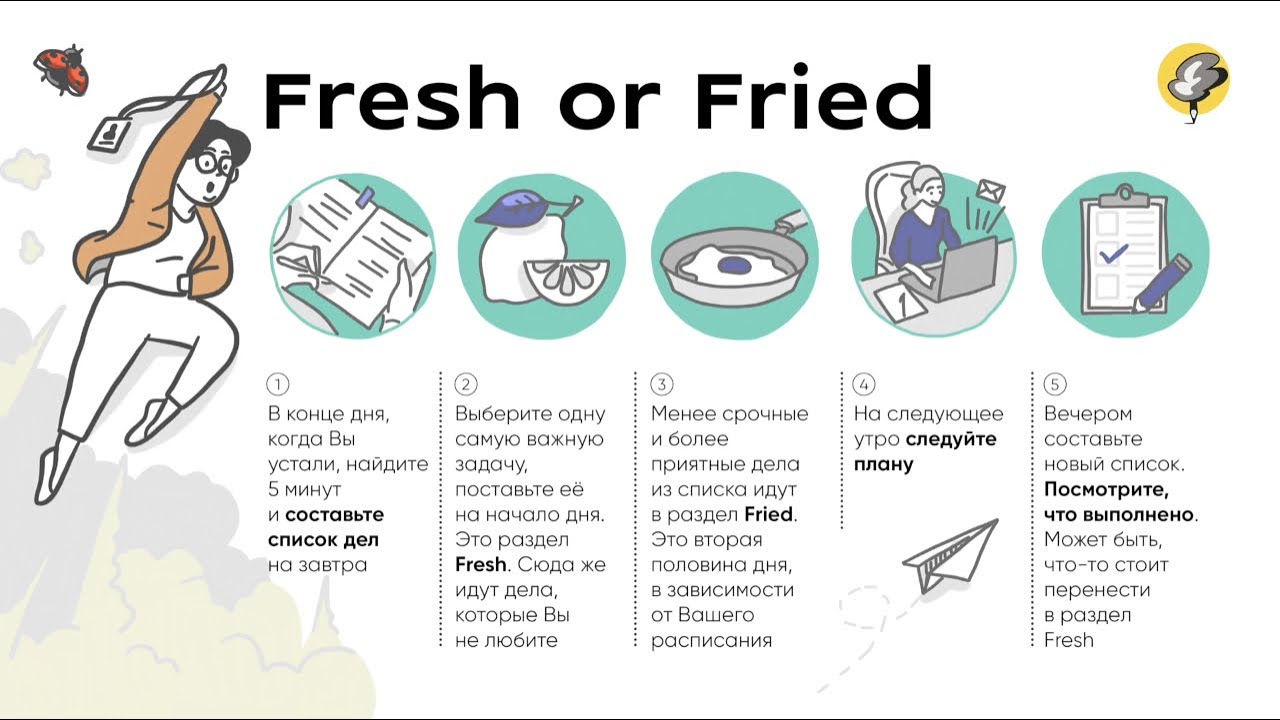 Fresh or Fried
1
В конце дня,
когда Вы
устали, найдите
5 минут
и составьте
список дел
на завтра
2
Выберите одну
самую важную
задачу,
поставьте её
на начало дня.
Это раздел
Fresh. Сюда же
идут дела,
которые Вы
не любите
3
Менее срочные
и более
приятные дела
из списка идут
в раздел Fried.
Это вторая
половина дня,
в зависимости
от Вашего
расписания
4
На следующее
утро следуйте
плану
1
5
Вечером
составьте
новый список.
Посмотрите,
что выполнено.
Может быть,
что-то стоит
перенести
в раздел
Fresh